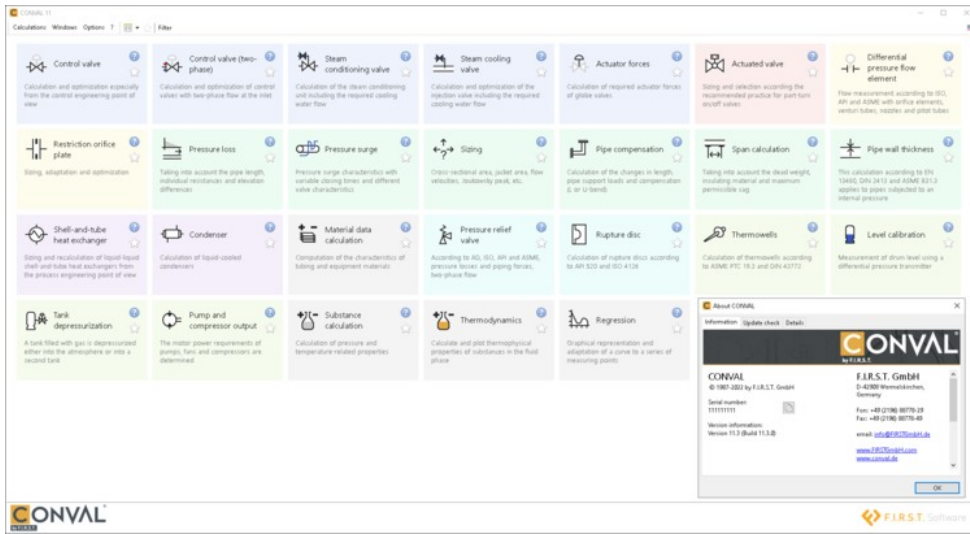 CONVAL 11
Calculations Windows Options ? Filter
Control valve
Calculation and optimization especially
from the control engineering point of
view
Control valve (two-
phase)
Calculation and optimization of control
valves with two-phase flow at the inlet
Steam
conditioning valve
Calculation of the steam conditioning
unit including the required cooling
water flow
Steam cooling
valve
Calculation and optimization of the
injection valve including the required
cooling water flow
Actuator forces
Calculation of required actuator forces
of globe valves
Actuated valve
Sizing and selection according the
recommended practice for part-turn
on/off valves
Differential
pressure flow
element
Flow measurement according to ISO,
API and ASME with orifice elements,
venturi tubes, nozzles and pitot tubes
Restriction orifice
plate
Sizing, adaptation and optimization
Pressure loss
Taking into account the pipe length,
individual resistances and elevation
differences
Pressure surge
Pressure surge characteristics with
variable closing times and different
valve characteristics
Sizing
Cross-sectional area, jacket area, flow
velocities, Joukowsky peak, etc.
Pipe compensation
Calculation of the changes in length,
pipe support loads and compensation
(L or U-bend)
Span calculation
Taking into account the dead weight,
insulating material and maximum
permissible sag
Pipe wall thickness
This calculation according to EN
13480, DIN 2413 and ASME B31.3
applies to pipes subjected to an
internal pressure
Shell-and-tube
heat exchanger
Sizing and recalculation of liquid-liquid
shell-and-tube heat exchangers from
the process engineering point of view
Condenser
Calculation of liquid-cooled
condensers
Material data
calculation
Computation of the characteristics of
tubing and equipment materials
Pressure relief
valve
According to AD, ISO, API and ASME,
pressure losses and piping forces,
two-phase flow
Rupture disc
Calculation of rupture discs according
to API 520 and ISO 4126
Thermowells
Calculation of thermowells according
to ASME PTC 19.3 and DIN 43772
Level calibration
Measurement of drum level using a
differential pressure transmitter
Tank
depressurization
A tank filled with gas is depressurized
either into the atmosphere or into a
second tank
Pump and
compressor output
The motor power requirements of
pumps, fans and compressors are
determined
Substance
calculation
Calculation of pressure and
temperature-related properties
Thermodynamics
Calculate and plot thermophysical
properties of substances in the fluid
phase
Regression
Graphical representation and
adaptation of a curve to a series of
measuring points
About CONVAL
Information Update check Details
CONVAL
by F.I.R.S.T.
CONVAL
© 1987-2022 by F.I.R.S.T. GmbH
Serial number:
111111111
Version information:
Version 11.3 (Build 11.3.0)
F.I.R.S.T. GmbH
D-42909 Wermelskirchen,
Germany
Fon: +49 (2196) 88778-29
Fax: +49 (2196) 88778-49
email: info@FIRSTGmbH.de
www.FIRSTGmbH.com
www.conval.de
OK
CONVAL
by F.I.R.S.T.
F.I.R.S.T. Software